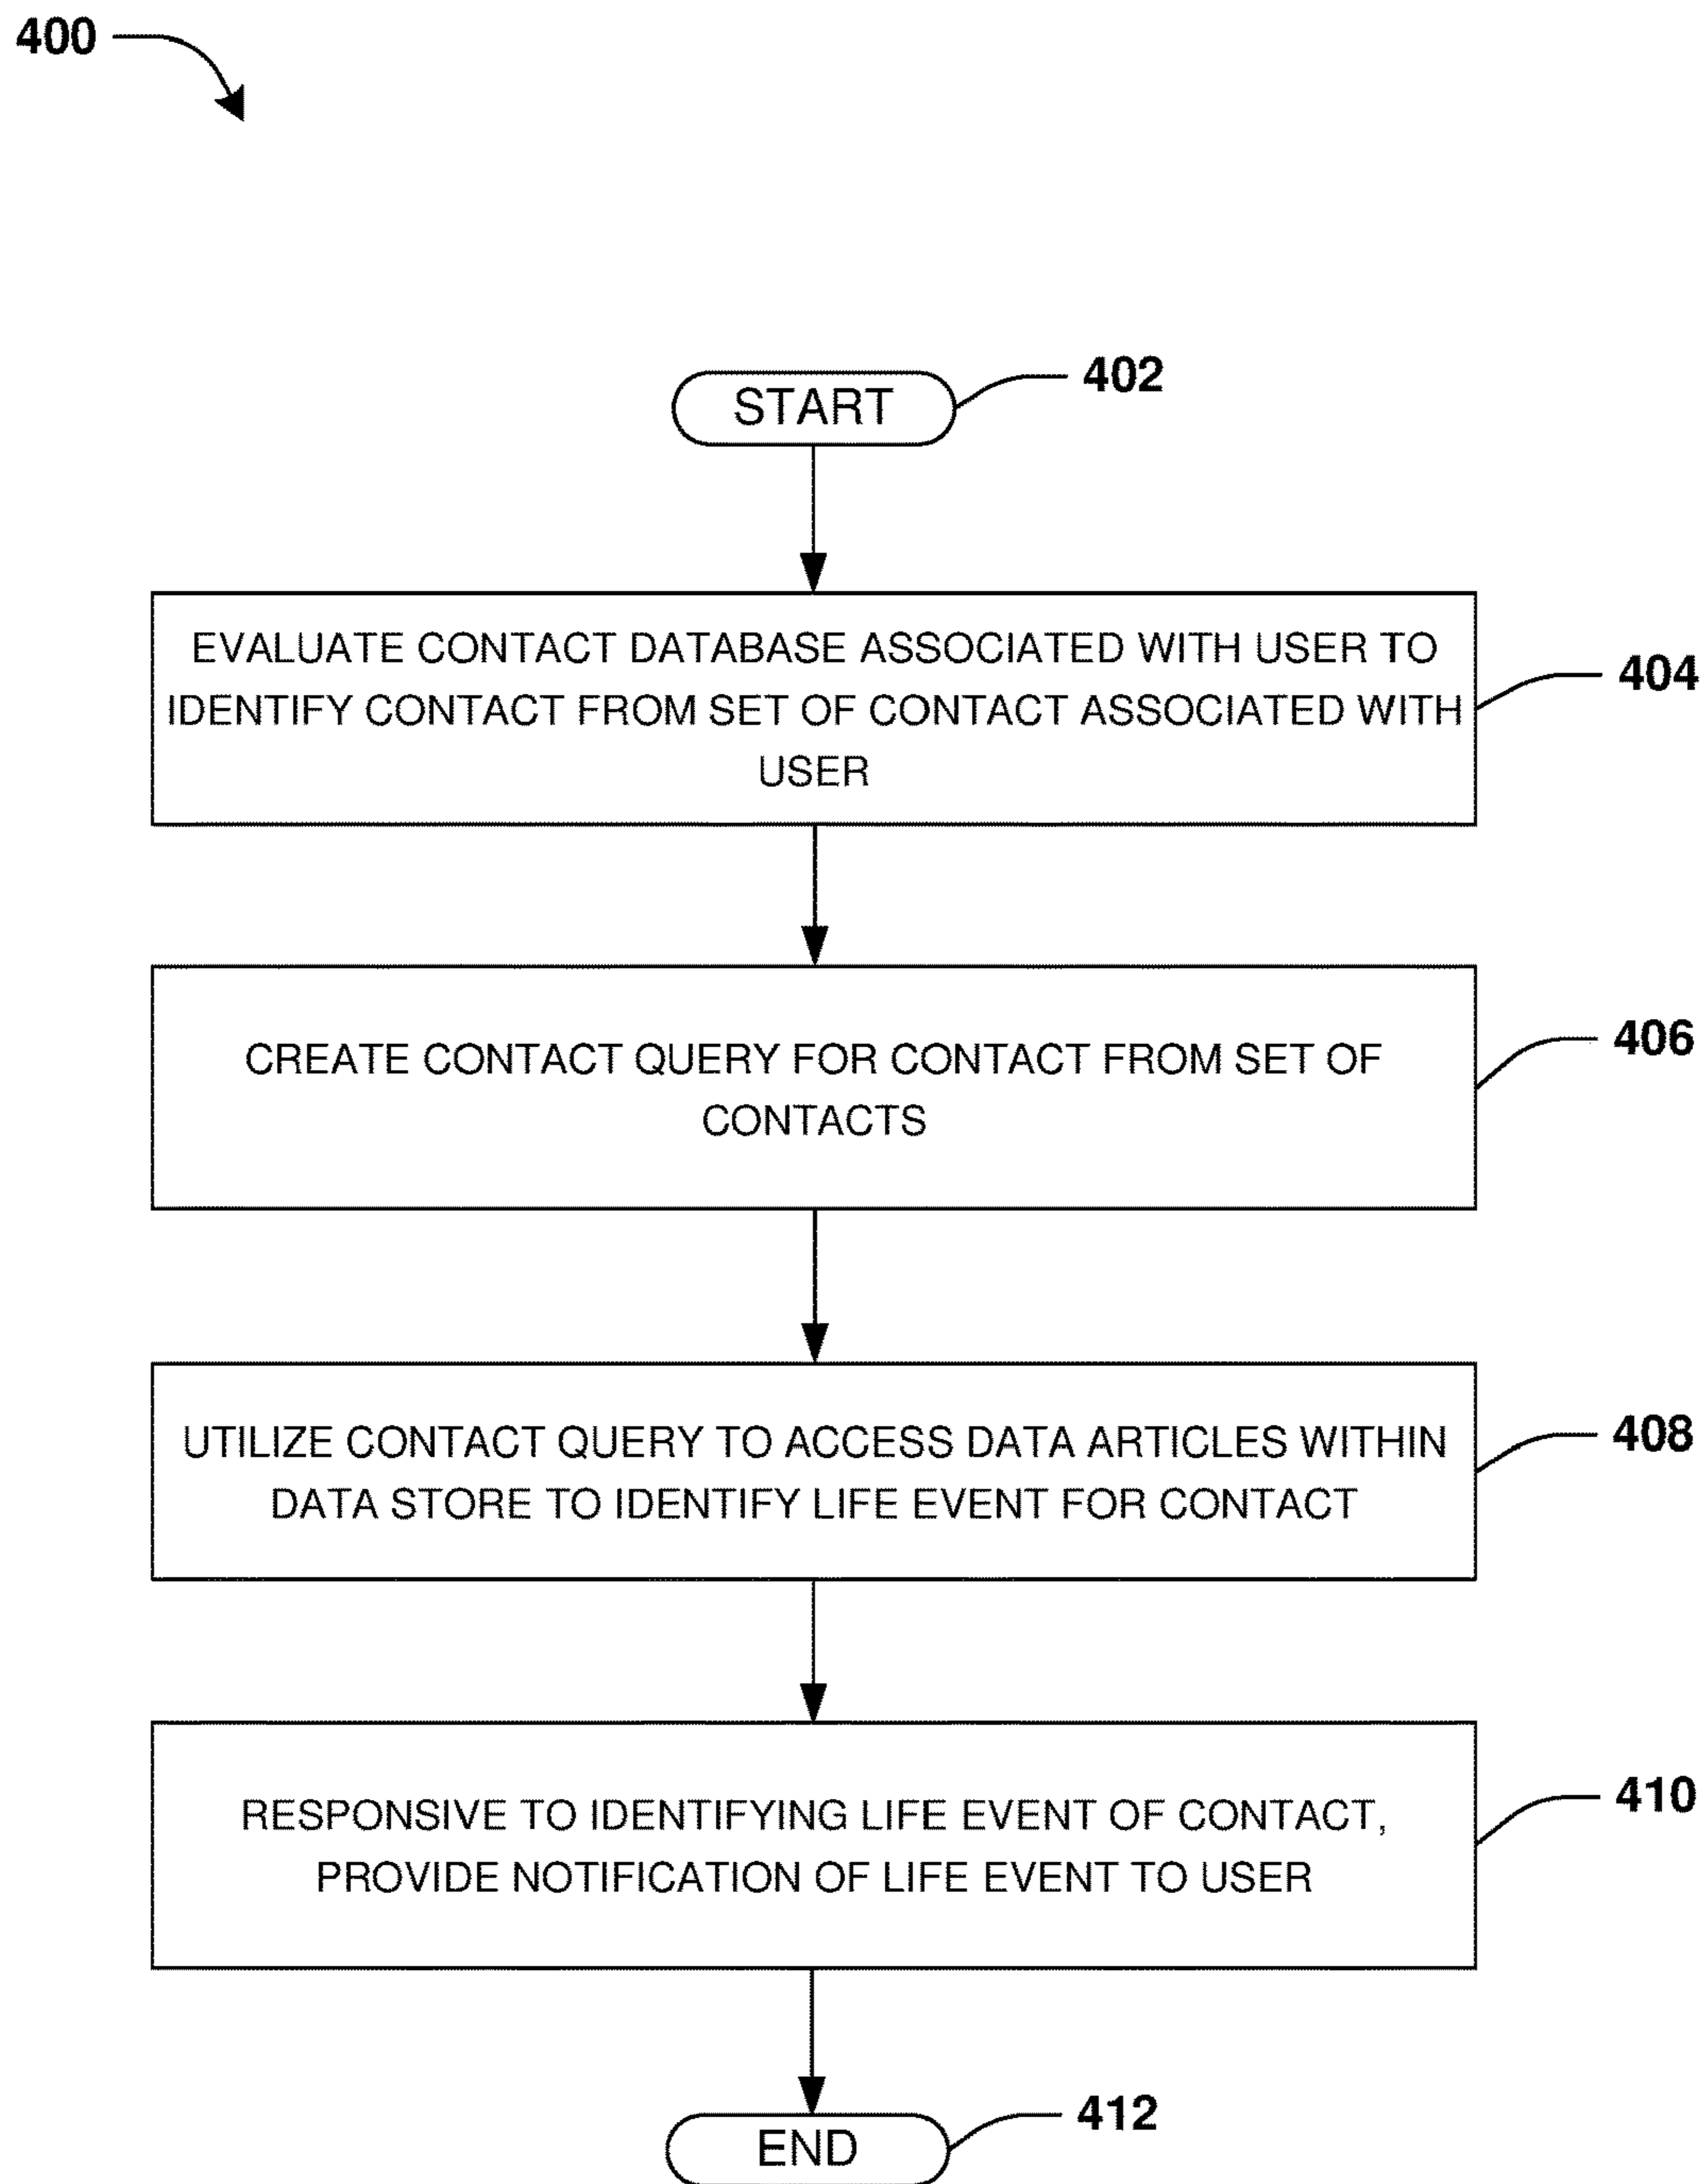 400
START
402
EVALUATE CONTACT DATABASE ASSOCIATED WITH USER TO
IDENTIFY CONTACT FROM SET OF CONTACT ASSOCIATED WITH
USER
404
CREATE CONTACT QUERY FOR CONTACT FROM SET OF
CONTACTS
406
UTILIZE CONTACT QUERY TO ACCESS DATA ARTICLES WITHIN
DATA STORE TO IDENTIFY LIFE EVENT FOR CONTACT
408
RESPONSIVE TO IDENTIFYING LIFE EVENT OF CONTACT,
PROVIDE NOTIFICATION OF LIFE EVENT TO USER
410
END
412